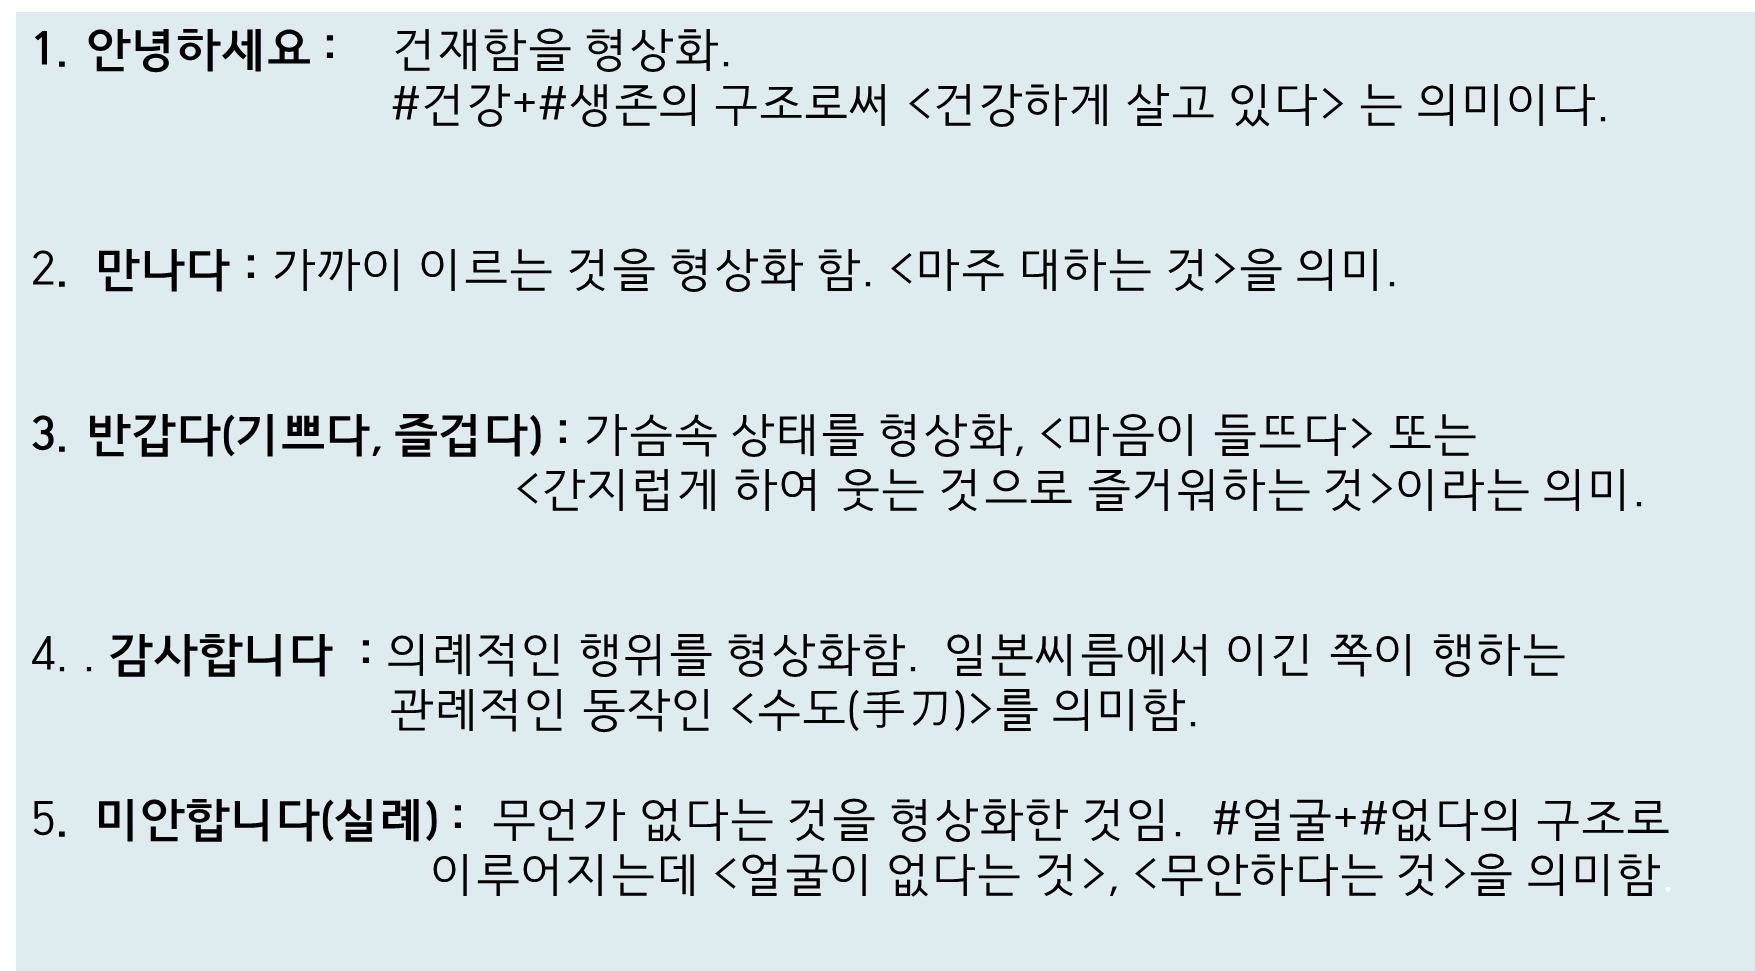 1. 안녕하세요 : 건재함을 형상화.
#건강+#생존의 구조로써 <건강하게 살고 있다> 는 의미이다.
2. 만나다 : 가까이 이르는 것을 형상화 함. <마주 대하는 것>을 의미.
3. 반갑다(기쁘다, 즐겁다) : 가슴속 상태를 형상화, <마음이 들뜨다> 또는
<간지럽게 하여 웃는 것으로 즐거워하는 것>이라는 의미.
4. . 감사합니다 : 의례적인 행위를 형상화함. 일본씨름에서 이긴 쪽이 행하는
관례적인 동작인 <수도(手刀)>를 의미함.
5. 미안합니다(실례) : 무언가 없다는 것을 형상화한 것임. #얼굴+#없다의 구조로
이루어지는데 <얼굴이 없다는 것>, <무안하다는 것>을 의미함.